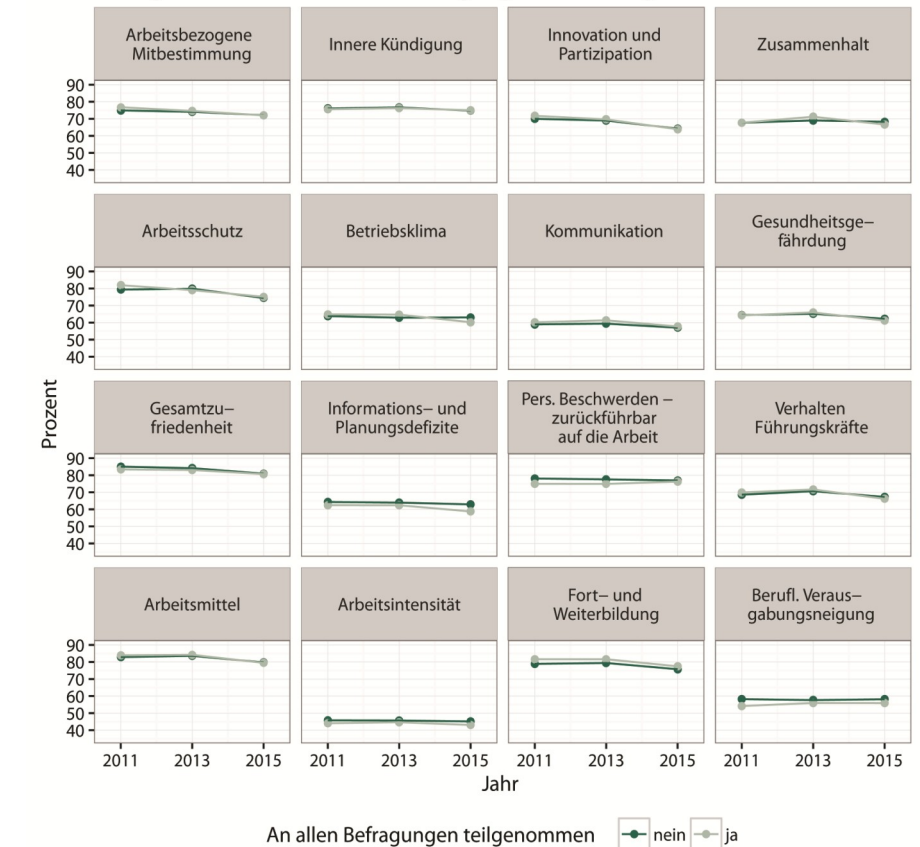 Arbeitsbezogene
Mitbestimmung
Innere Kündigung
Innovation und
Partizipation
Zusammenhalt
90
80
70
60
50
40
Arbeitsschutz
Betriebsklima
Kommunikation
Gesundheitsge–
fährdung
90
80
70
60
50
40
Prozent
Gesamtzu–
friedenheit
Informations– und
Planungsdefizite
Pers. Beschwerden –
zurückführbar
auf die Arbeit
Verhalten
Führungskräfte
90
80
70
60
50
40
Arbeitsmittel
Arbeitsintensität
Fort– und
Weiterbildung
Berufl. Veraus–
gabungsneigung
90
80
70
60
50
40
2011 2013 2015 2011 2013 2015 2011 2013 2015 2011 2013 2015
Jahr
An allen Befragungen teilgenommen nein ja